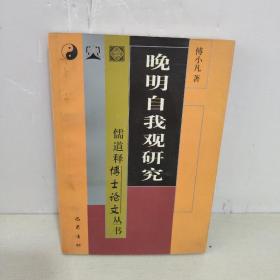 傅小凡 著
晚明自我观研究
儒道释博士论文丛书
巴蜀书社